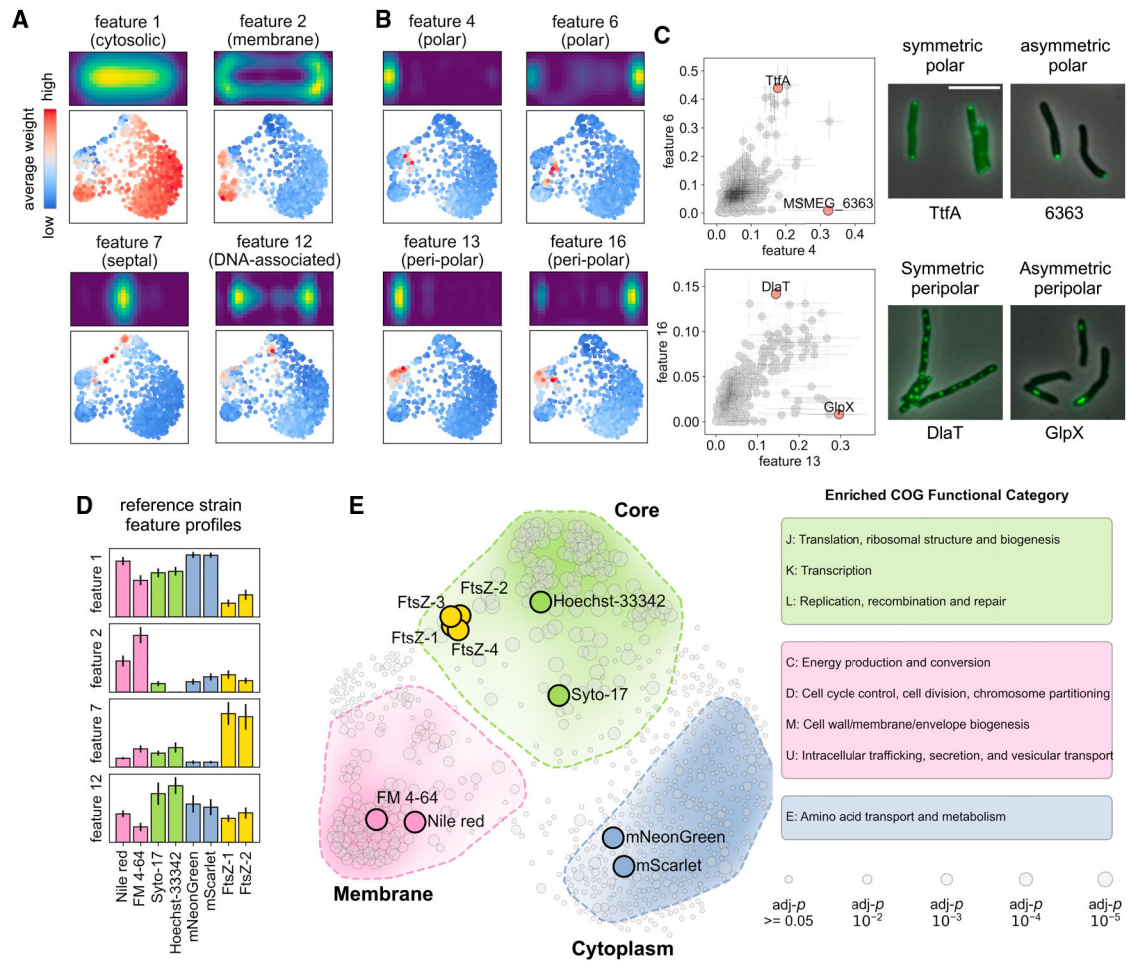 A
feature 1
(cytosolic)
feature 2
(membrane)
high
average weight
low
feature 7
(septal)
feature 12
(DNA-associated)
B
feature 4
(polar)
feature 6
(polar)
feature 13
(peri-polar)
feature 16
(peri-polar)
C
symmetric
polar
asymmetric
polar
feature 6
0.5
0.4
0.3
0.2
0.1
0.0
TtfA
MSMEG_6363
0.0 0.1 0.2 0.3 0.4
feature 4
TtfA
6363
Symmetric
peripolar
Asymmetric
peripolar
feature 16
0.15
0.10
0.05
0.00
DlaT
GlpX
0.0 0.1 0.2 0.3
feature 13
DlaT
GlpX
D
reference strain
feature profiles
feature 1
feature 2
feature 7
feature 12
Nile red
FM 4-64
Syto-17
Hoechst-33342
mNeonGreen
mScarlet
FtsZ-1
FtsZ-2
E
Core
FtsZ-3
FtsZ-2
FtsZ-1
FtsZ-4
Hoechst-33342
Syto-17
FM 4-64
Nile red
mNeonGreen
mScarlet
Membrane
Cytoplasm
Enriched COG Functional Category
J: Translation, ribosomal structure and biogenesis
K: Transcription
L: Replication, recombination and repair
C: Energy production and conversion
D: Cell cycle control, cell division, chromosome partitioning
M: Cell wall/membrane/envelope biogenesis
U: Intracellular trafficking, secretion, and vesicular transport
E: Amino acid transport and metabolism
adj-p
>= 0.05
adj-p
10⁻²
adj-p
10⁻³
adj-p
10⁻⁴
adj-p
10⁻⁵